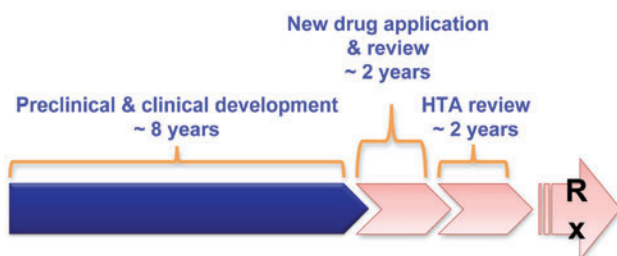 New drug application
& review
~ 2 years
Preclinical & clinical development
~ 8 years
HTA review
~ 2 years
R
x